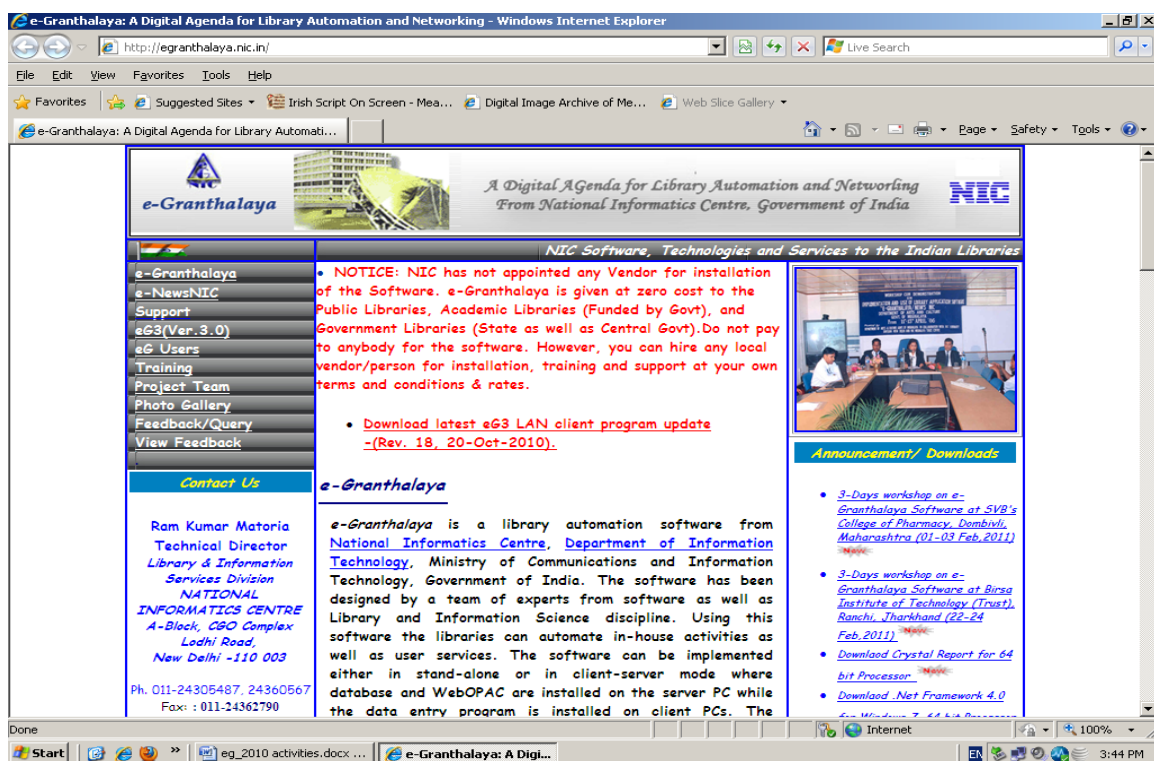 e-Granthalaya: A Digital Agenda for Library Automation and Networking - Windows Internet Explorer
http://egranthalaya.nic.in/
Live Search
File Edit View Favorites Tools Help
Favorites Suggested Sites Irish Script On Screen - Mea... Digital Image Archive of Me... Web Slice Gallery
e-Granthalaya: A Digital Agenda for Library Automati...
Page Safety Tools
NIC
e-Granthalaya
A Digital AGenda for Library Automation and Networling
From National Informatics Centre, Government of India
NIC
NIC Software, Technologies and Services to the Indian Libraries
e-Granthalaya
e-NewsNIC
Support
eG3(Ver.3.0)
eG Users
Training
Project Team
Photo Gallery
Feedback/Query
View Feedback
Contact Us
Ram Kumar Matoria
Technical Director
Library & Information
Services Division
NATIONAL
INFORMATICS CENTRE
A-Block, CGO Complex
Lodhi Road,
New Delhi -110 003
Ph. 011-24305487, 24360567
Fax: : 011-24362790
• NOTICE: NIC has not appointed any Vendor for installation
of the Software. e-Granthalaya is given at zero cost to the
Public Libraries, Academic Libraries (Funded by Govt), and
Government Libraries (State as well as Central Govt).Do not pay
to anybody for the software. However, you can hire any local
vendor/person for installation, training and support at your own
terms and conditions & rates.
• Download latest eG3 LAN client program update
-(Rev. 18, 20-Oct-2010).
e-Granthalaya
e-Granthalaya is a library automation software from
National Informatics Centre, Department of Information
Technology, Ministry of Communications and Information
Technology, Government of India. The software has been
designed by a team of experts from software as well as
Library and Information Science discipline. Using this
software the libraries can automate in-house activities as
well as user services. The software can be implemented
either in stand-alone or in client-server mode where
database and WebOPAC are installed on the server PC while
the data entry program is installed on client PCs. The
Announcement/ Downloads
• 3-Days workshop on e-
Granthalaya Software at SVB's
College of Pharmacy, Dombivli,
Maharashtra (01-03 Feb,2011)
New
• 3-Days workshop on e-
Granthalaya Software at Birsa
Institute of Technology (Trust),
Ranchi, Jharkhand (22-24
Feb,2011) New
• Downlaod Crystal Report for 64
bit Processor New
• Downlaod .Net Framework 4.0
for Windows 7, 64 bit Processor
Done
Internet
100%
Start
eg_2010 activities.docx ...
e-Granthalaya: A Digi...
EN
3:44 PM